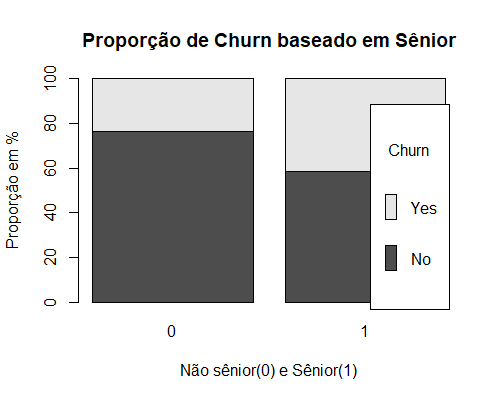 Proporção de Churn baseado em Sênior
Proporção em %
100
80
60
40
20
0
Churn
Yes
No
0
1
Não sênior(0) e Sênior(1)